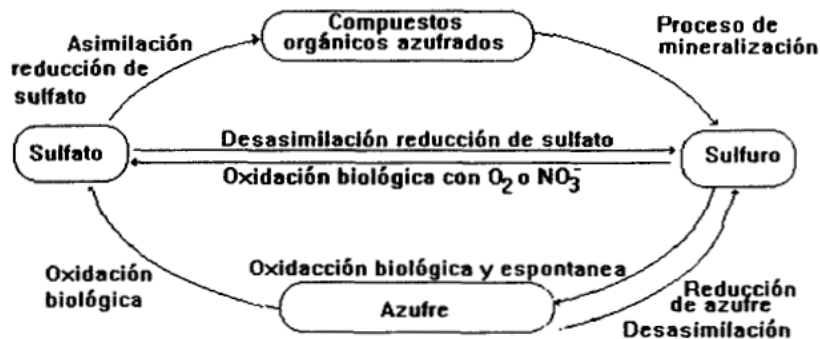 Compuestos
orgánicos azufrados
Asimilación
reducción de
sulfato
Proceso de
mineralización
Sulfato
Desasimilación reducción de sulfato
Oxidación biológica con O₂ o NO₃⁻
Sulfuro
Oxidación
biológica
Oxidacción biológica y espontanea
Azufre
Reducción
de azufre
Desasimilación